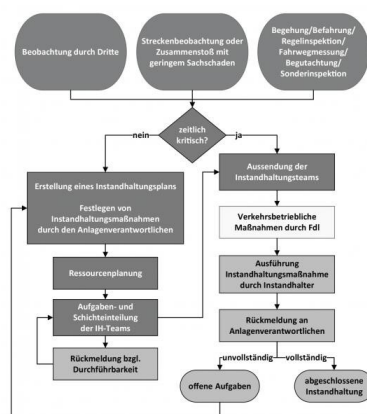 Beobachtung durch Dritte
Streckenbeobachtung oder
Zusammenstoß mit
geringem Sachschaden
Begehung/Befahrung/
Regelinspektion/
Fahrwegmessung/
Begutachtung/
Sonderinspektion
zeitlich
kritisch?
nein
ja
Erstellung eines Instandhaltungsplans
Festlegen von
Instandhaltungsmaßnahmen
durch den Anlagenverantwortlichen
Ressourcenplanung
Aufgaben- und
Schichteinteilung
der IH-Teams
Rückmeldung bzgl.
Durchführbarkeit
Aussendung der
Instandhaltungsteams
Verkehrsbetriebliche
Maßnahmen durch Fdl
Ausführung
Instandhaltungsmaßnahme
durch Instandhalter
Rückmeldung an
Anlagenverantwortlichen
unvollständig
vollständig
offene Aufgaben
abgeschlossene
Instandhaltung